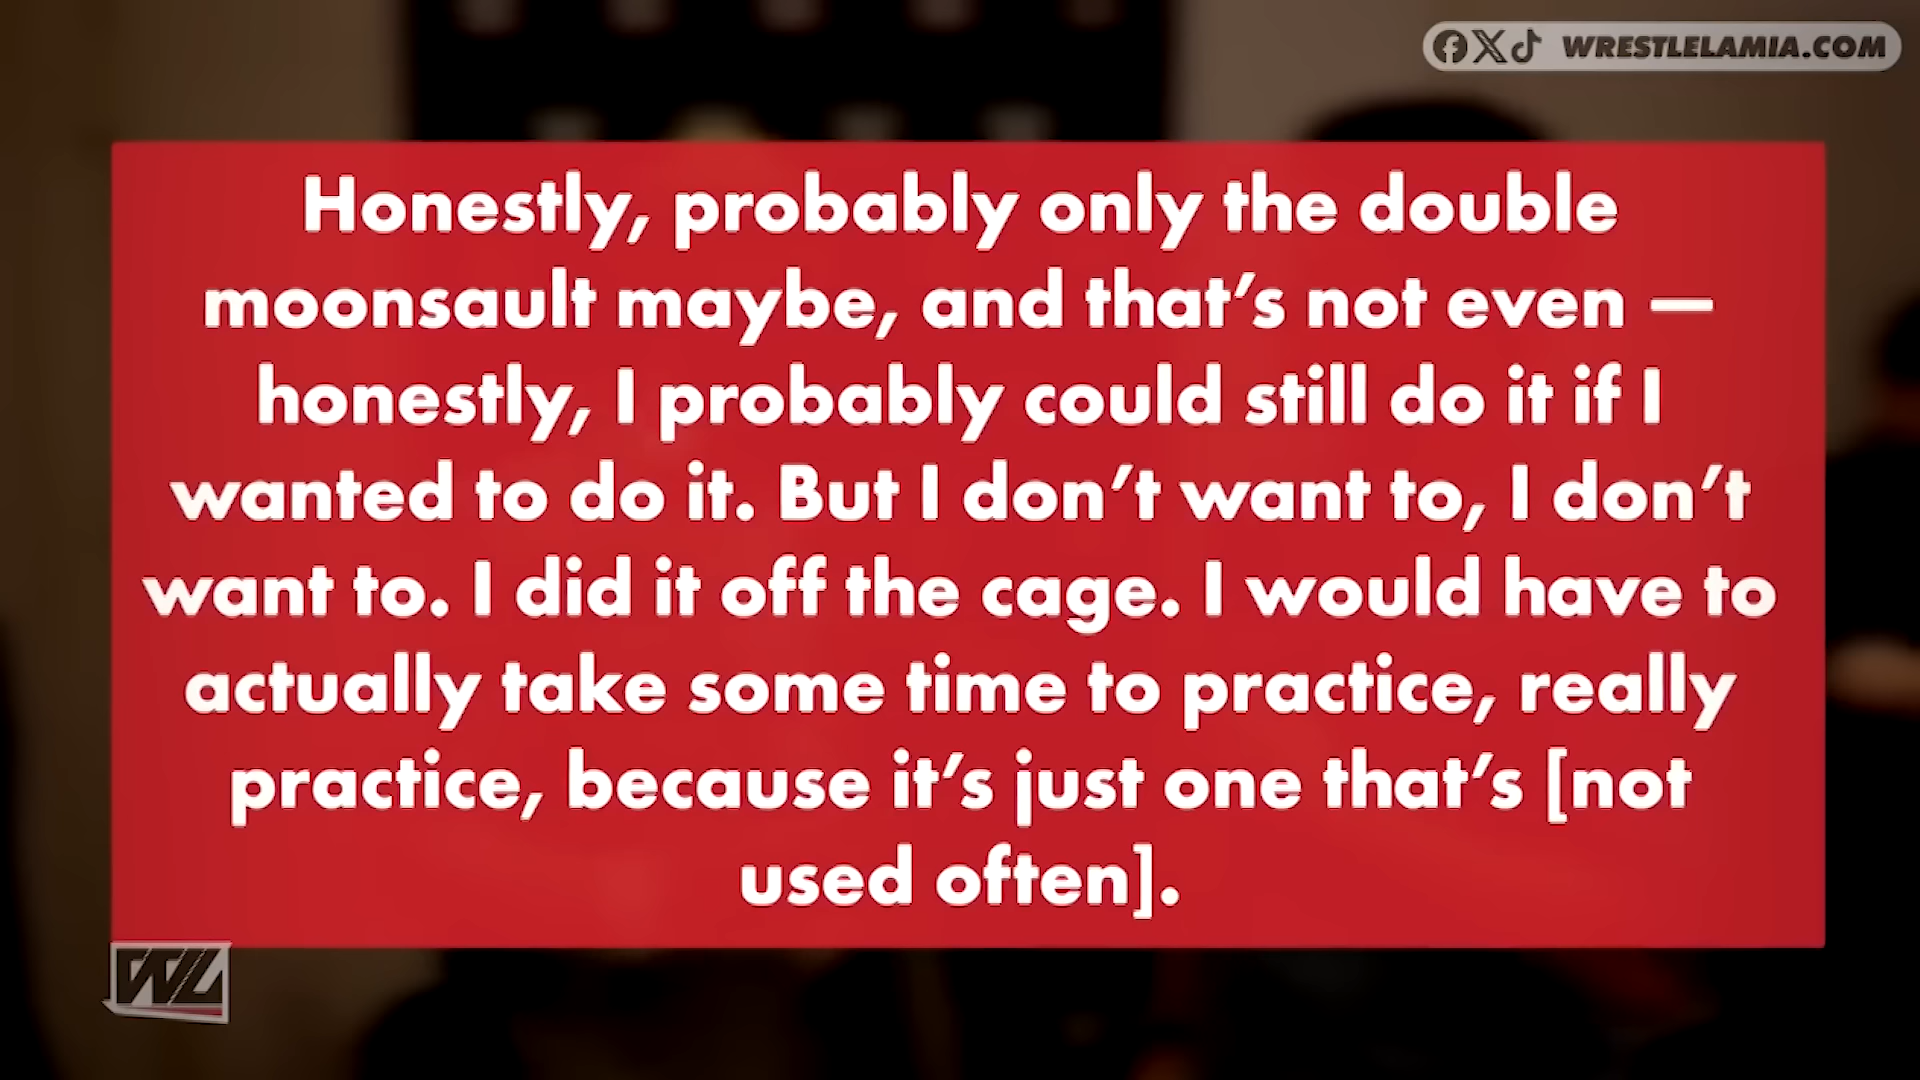 WRESTLELAMIA.COM
Honestly, probably only the double
moonsault maybe, and that’s not even —
honestly, I probably could still do it if I
wanted to do it. But I don’t want to, I don’t
want to. I did it off the cage. I would have to
actually take some time to practice, really
practice, because it’s just one that’s [not
used often].
WL